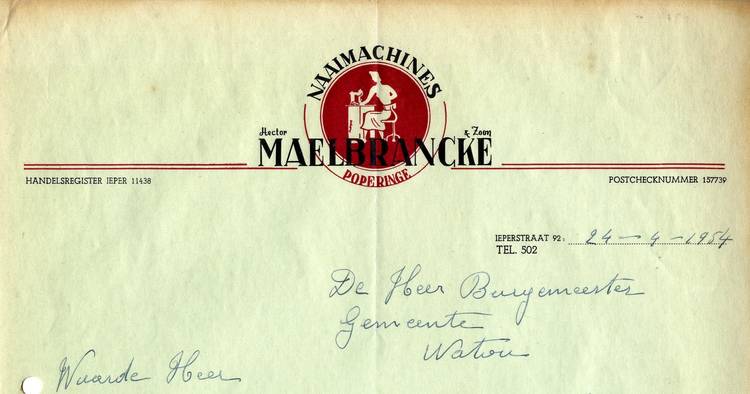 NAAIMACHINES
Hector & Zoon
MAELBRANCKE
POPERINGE
HANDELSREGISTER IEPER 11438
POSTCHECKNUMMER 157739
IEPERSTRAAT 92, 24-4-1954
TEL. 502
De Heer Burgemeester
Gemeente
Watou
Waarde Heer